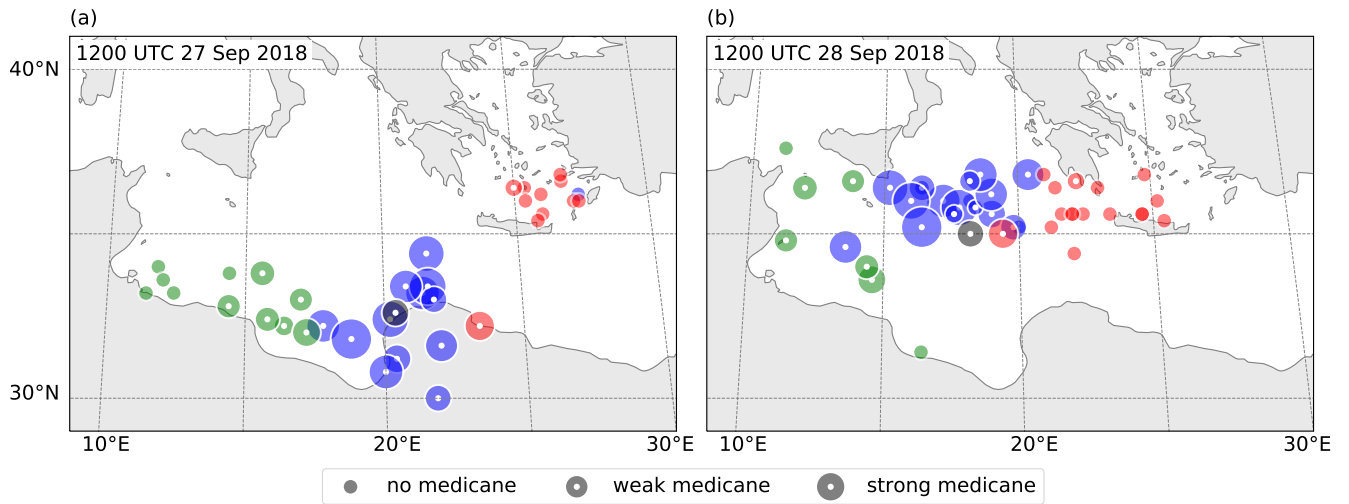 (a)
(b)
1200 UTC 27 Sep 2018
1200 UTC 28 Sep 2018
40°N
30°N
10°E 20°E 30°E
10°E 20°E 30°E
no medicane weak medicane strong medicane